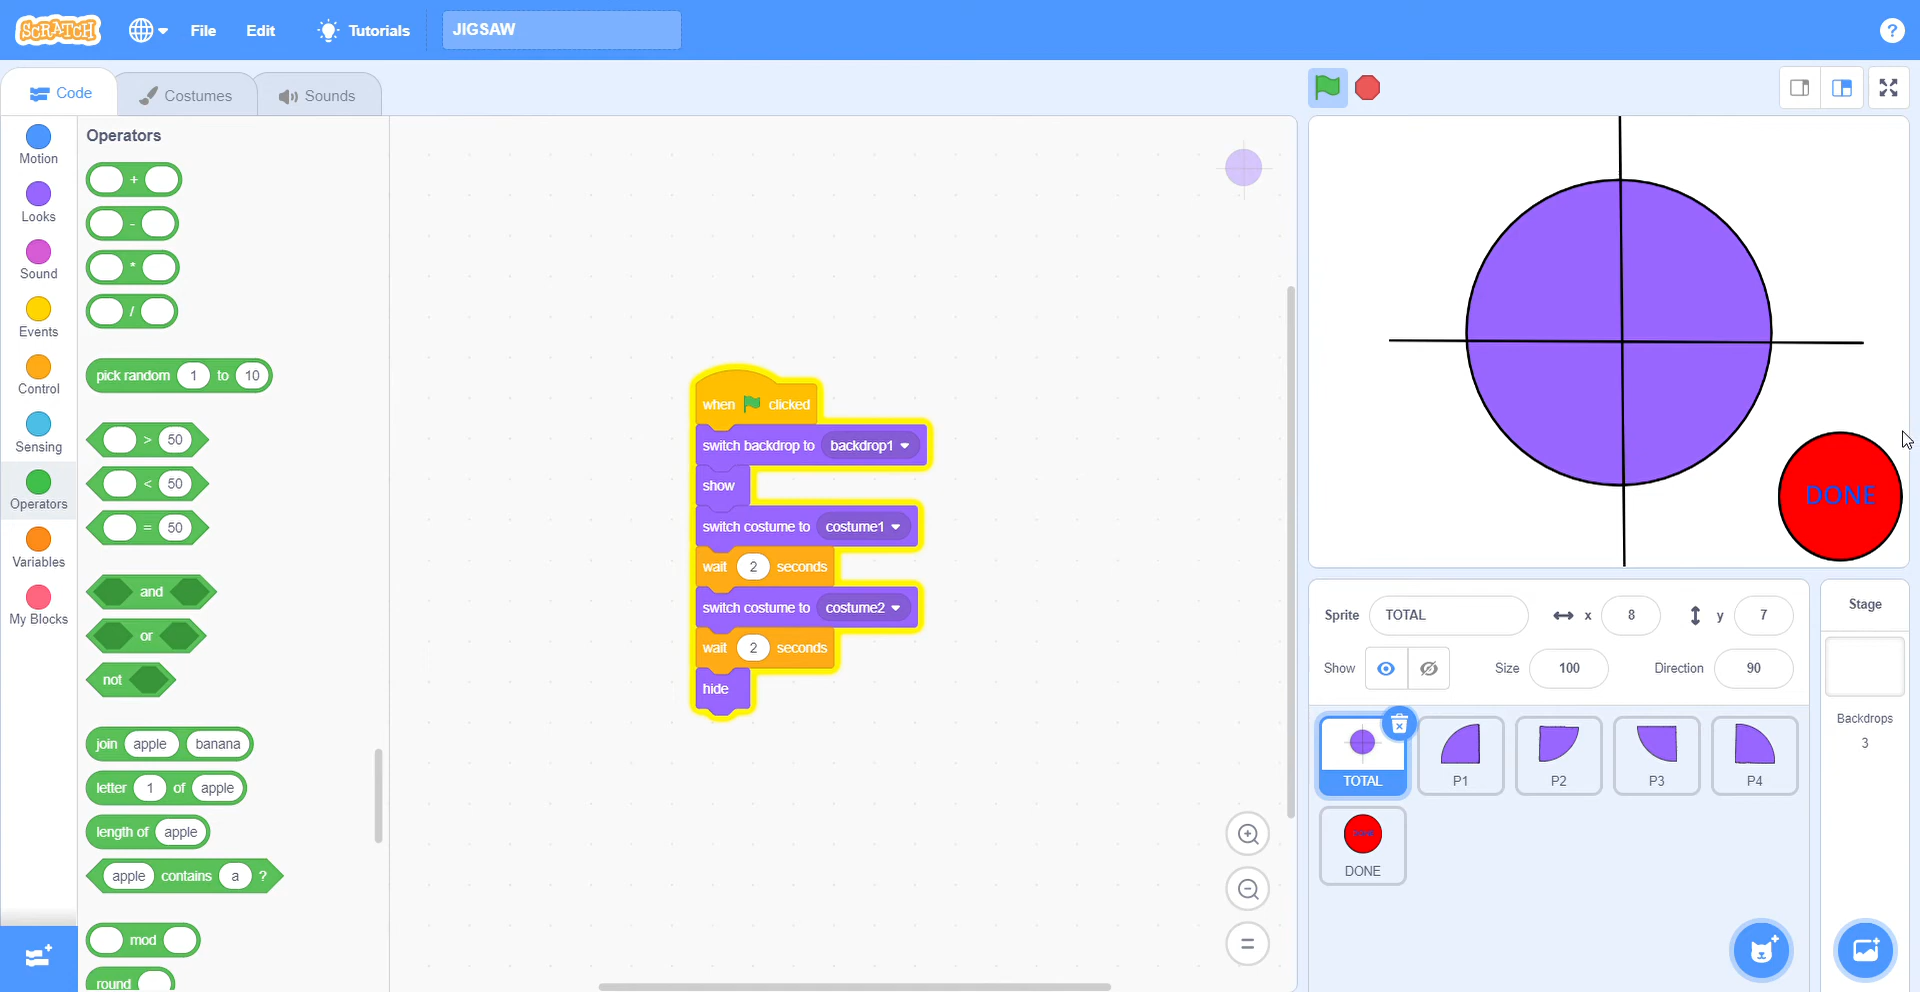 SCRATCH File Edit Tutorials JIGSAW ?
Code Costumes Sounds
Motion
Looks
Sound
Events
Control
Sensing
Operators
Variables
My Blocks
Operators
+
-
*
/
pick random 1 to 10
> 50
< 50
= 50
and
or
not
join apple banana
letter 1 of apple
length of apple
apple contains a ?
mod
round
when clicked
switch backdrop to backdrop1
show
switch costume to costume1
wait 2 seconds
switch costume to costume2
wait 2 seconds
hide
DONE
Sprite TOTAL x 8 y 7
Show Size 100 Direction 90
TOTAL P1 P2 P3 P4
DONE
Stage
Backdrops
3